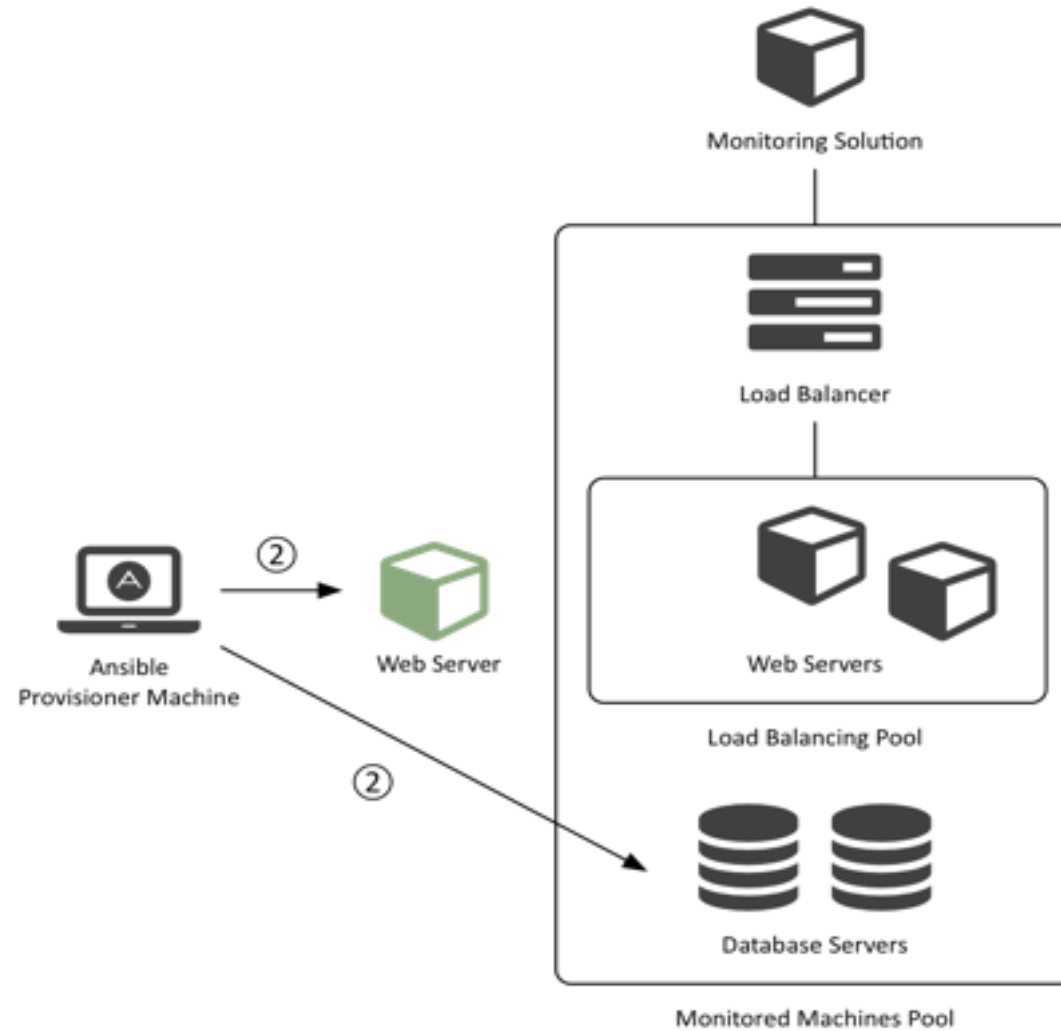 Monitoring Solution
Load Balancer
②
Ansible
Provisioner Machine
Web Server
Web Servers
Load Balancing Pool
②
Database Servers
Monitored Machines Pool